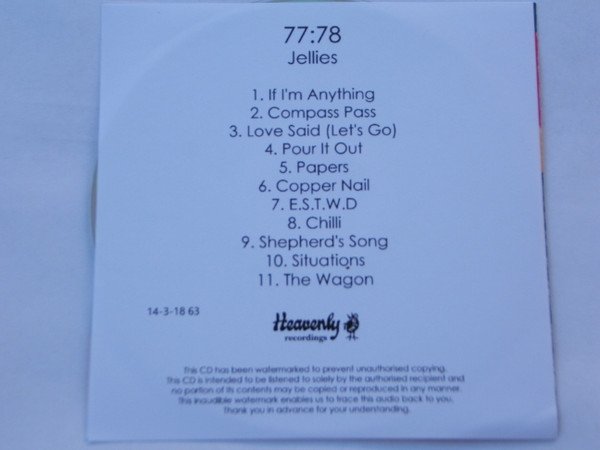 77:78
Jellies
1. If I'm Anything
2. Compass Pass
3. Love Said (Let's Go)
4. Pour It Out
5. Papers
6. Copper Nail
7. E.S.T.W.D
8. Chilli
9. Shepherd's Song
10. Situations
11. The Wagon
14-3-18 63
Heavenly
recordings
This CD has been watermarked to prevent unauthorised copying.
This CD is intended to be listened to solely by the authorised recipient and
no portion of its contents may be copied or reproduced in any manner.
This inaudible watermark enables us to trace this audio back to you.
Thank you in advance for your understanding.